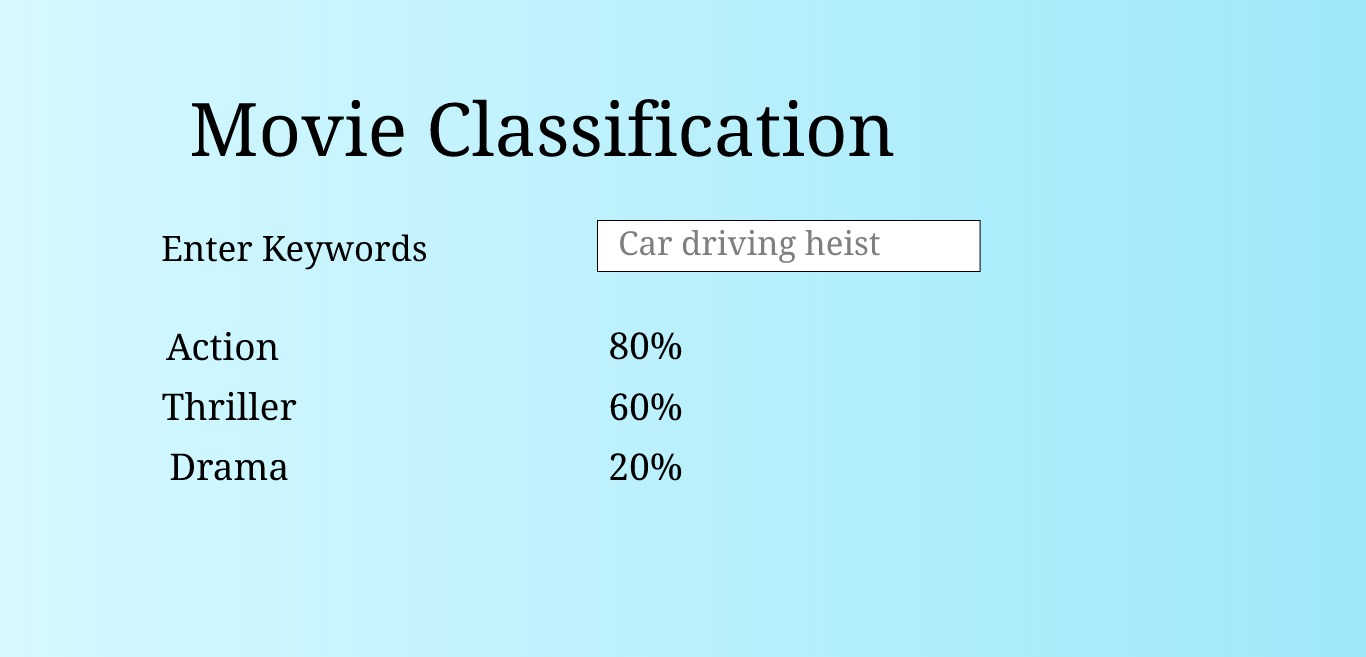 Movie Classification
Enter Keywords Car driving heist
Action 80%
Thriller 60%
Drama 20%